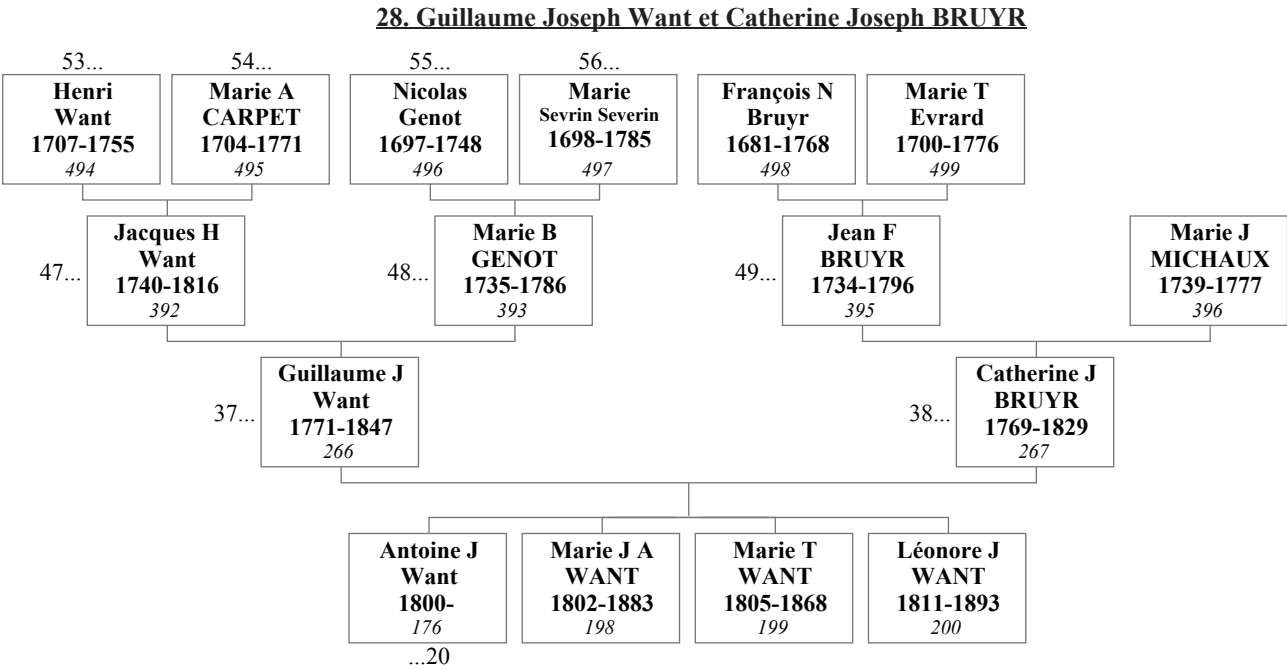 28. Guillaume Joseph Want et Catherine Joseph BRUYR
53...
54...
55...
56...
Henri
Want
1707-1755
494
Marie A
CARPET
1704-1771
495
Nicolas
Genot
1697-1748
496
Marie
Sevrin Severin
1698-1785
497
François N
Bruyr
1681-1768
498
Marie T
Evrard
1700-1776
499
47...
Jacques H
Want
1740-1816
392
48...
Marie B
GENOT
1735-1786
393
49...
Jean F
BRUYR
1734-1796
395
Marie J
MICHAUX
1739-1777
396
37...
Guillaume J
Want
1771-1847
266
38...
Catherine J
BRUYR
1769-1829
267
Antoine J
Want
1800-
176
...20
Marie J A
WANT
1802-1883
198
Marie T
WANT
1805-1868
199
Léonore J
WANT
1811-1893
200